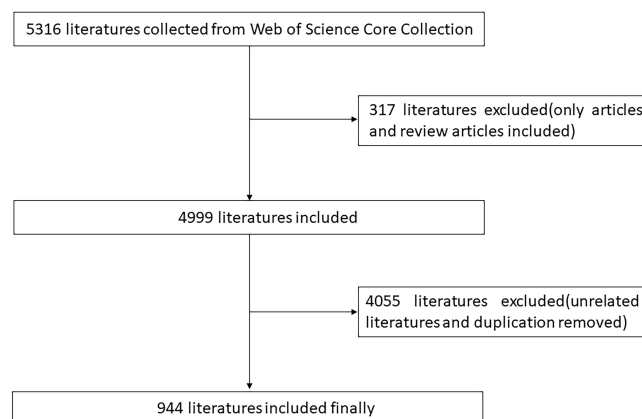 5316 literatures collected from Web of Science Core Collection
317 literatures excluded(only articles
and review articles included)
4999 literatures included
4055 literatures excluded(unrelated
literatures and duplication removed)
944 literatures included finally